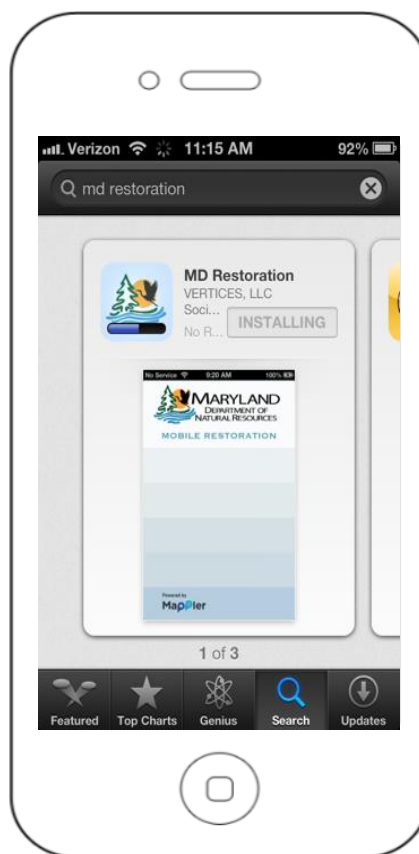 Verizon 11:15 AM 92%
md restoration
MD Restoration
VERTICES, LLC
Soci...
No R... INSTALLING
No Service 9:20 AM 100%
MARYLAND
DEPARTMENT OF
NATURAL RESOURCES
MOBILE RESTORATION
Powered by
Mappler
1 of 3
Featured Top Charts Genius Search Updates